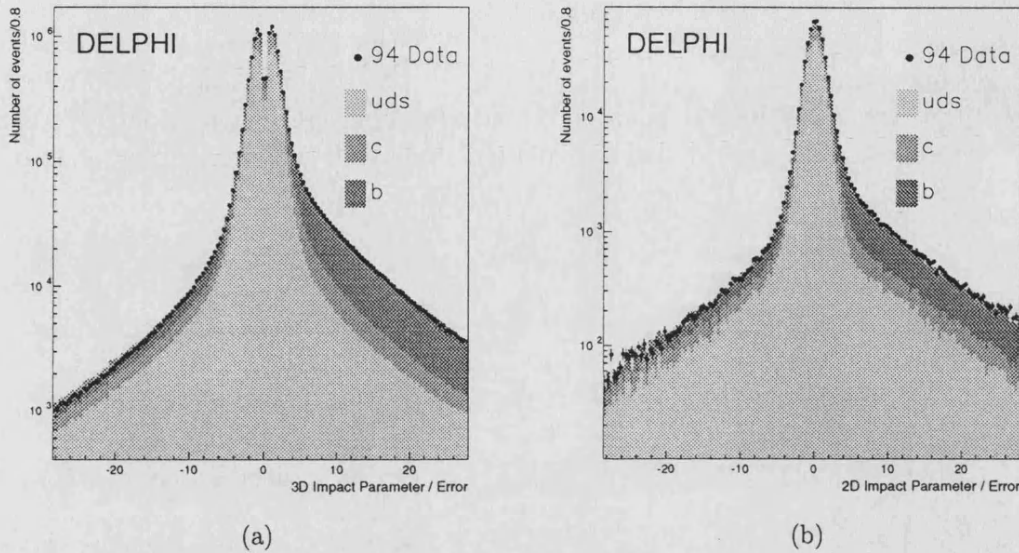 Number of events/0.8
10^6
10^5
10^4
10^3
DELPHI
94 Data
uds
c
b
-20
-10
0
10
20
3D Impact Parameter / Error
(a)
Number of events/0.8
10^4
10^3
10^2
DELPHI
94 Data
uds
c
b
-20
-10
0
10
20
2D Impact Parameter / Error
(b)